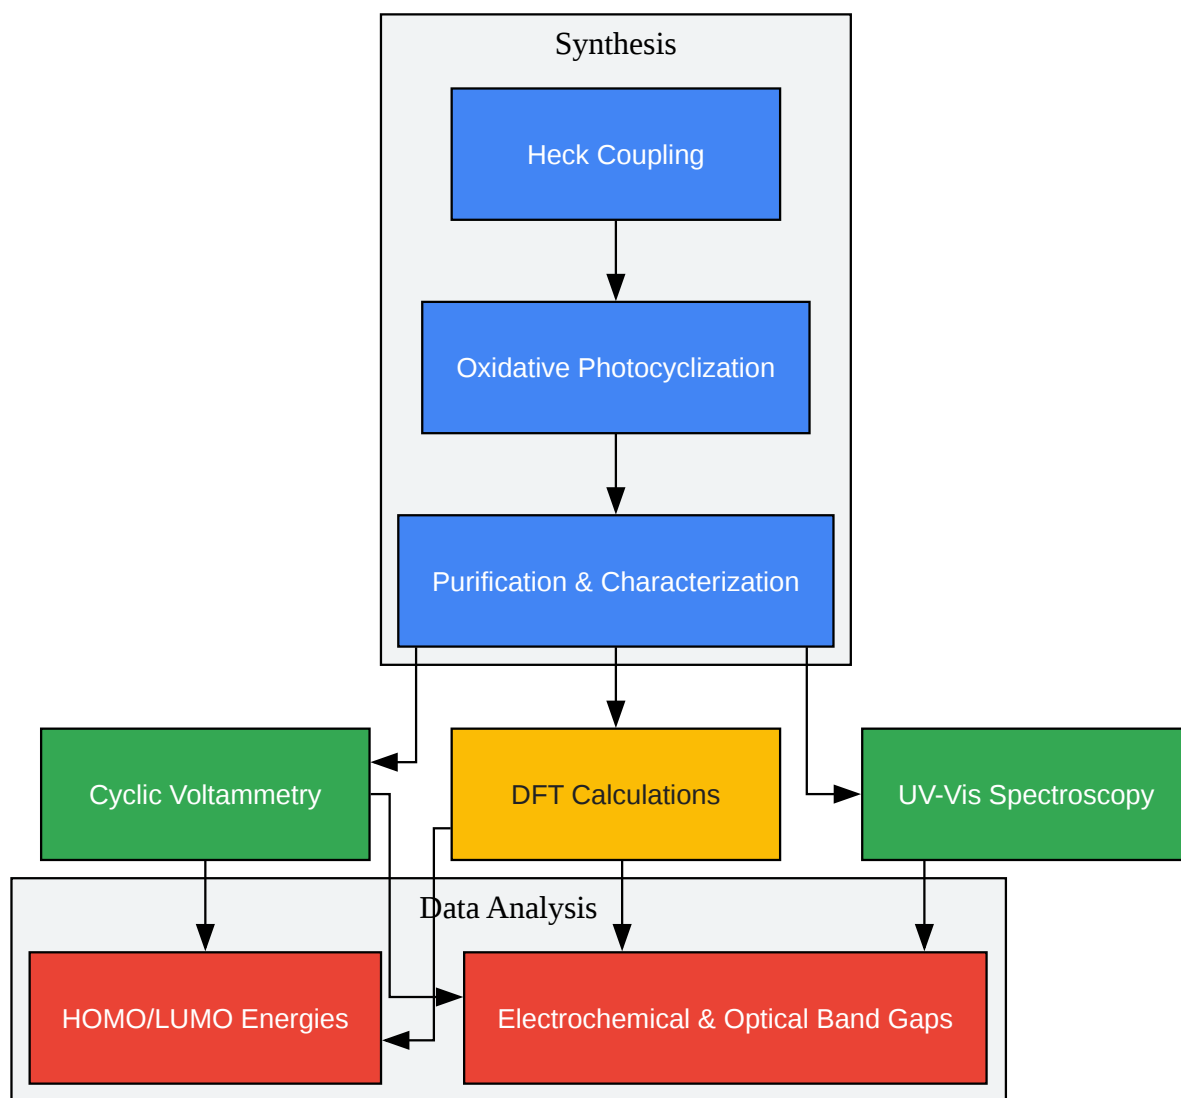 Synthesis
Heck Coupling
Oxidative Photocyclization
Purification & Characterization
Cyclic Voltammetry
DFT Calculations
UV-Vis Spectroscopy
Data Analysis
HOMO/LUMO Energies
Electrochemical & Optical Band Gaps